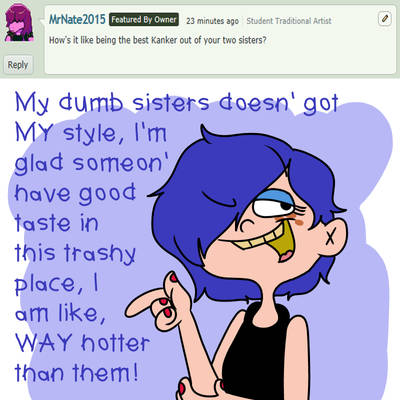 MrNate2015 Featured By Owner 23 minutes ago Student Traditional Artist
How's it like being the best Kanker out of your two sisters?
Reply
My dumb sisters doesn' got
MY style, I'm
glad someon'
have good
taste in
this trashy
place, I
am like,
WAY hotter
than them!